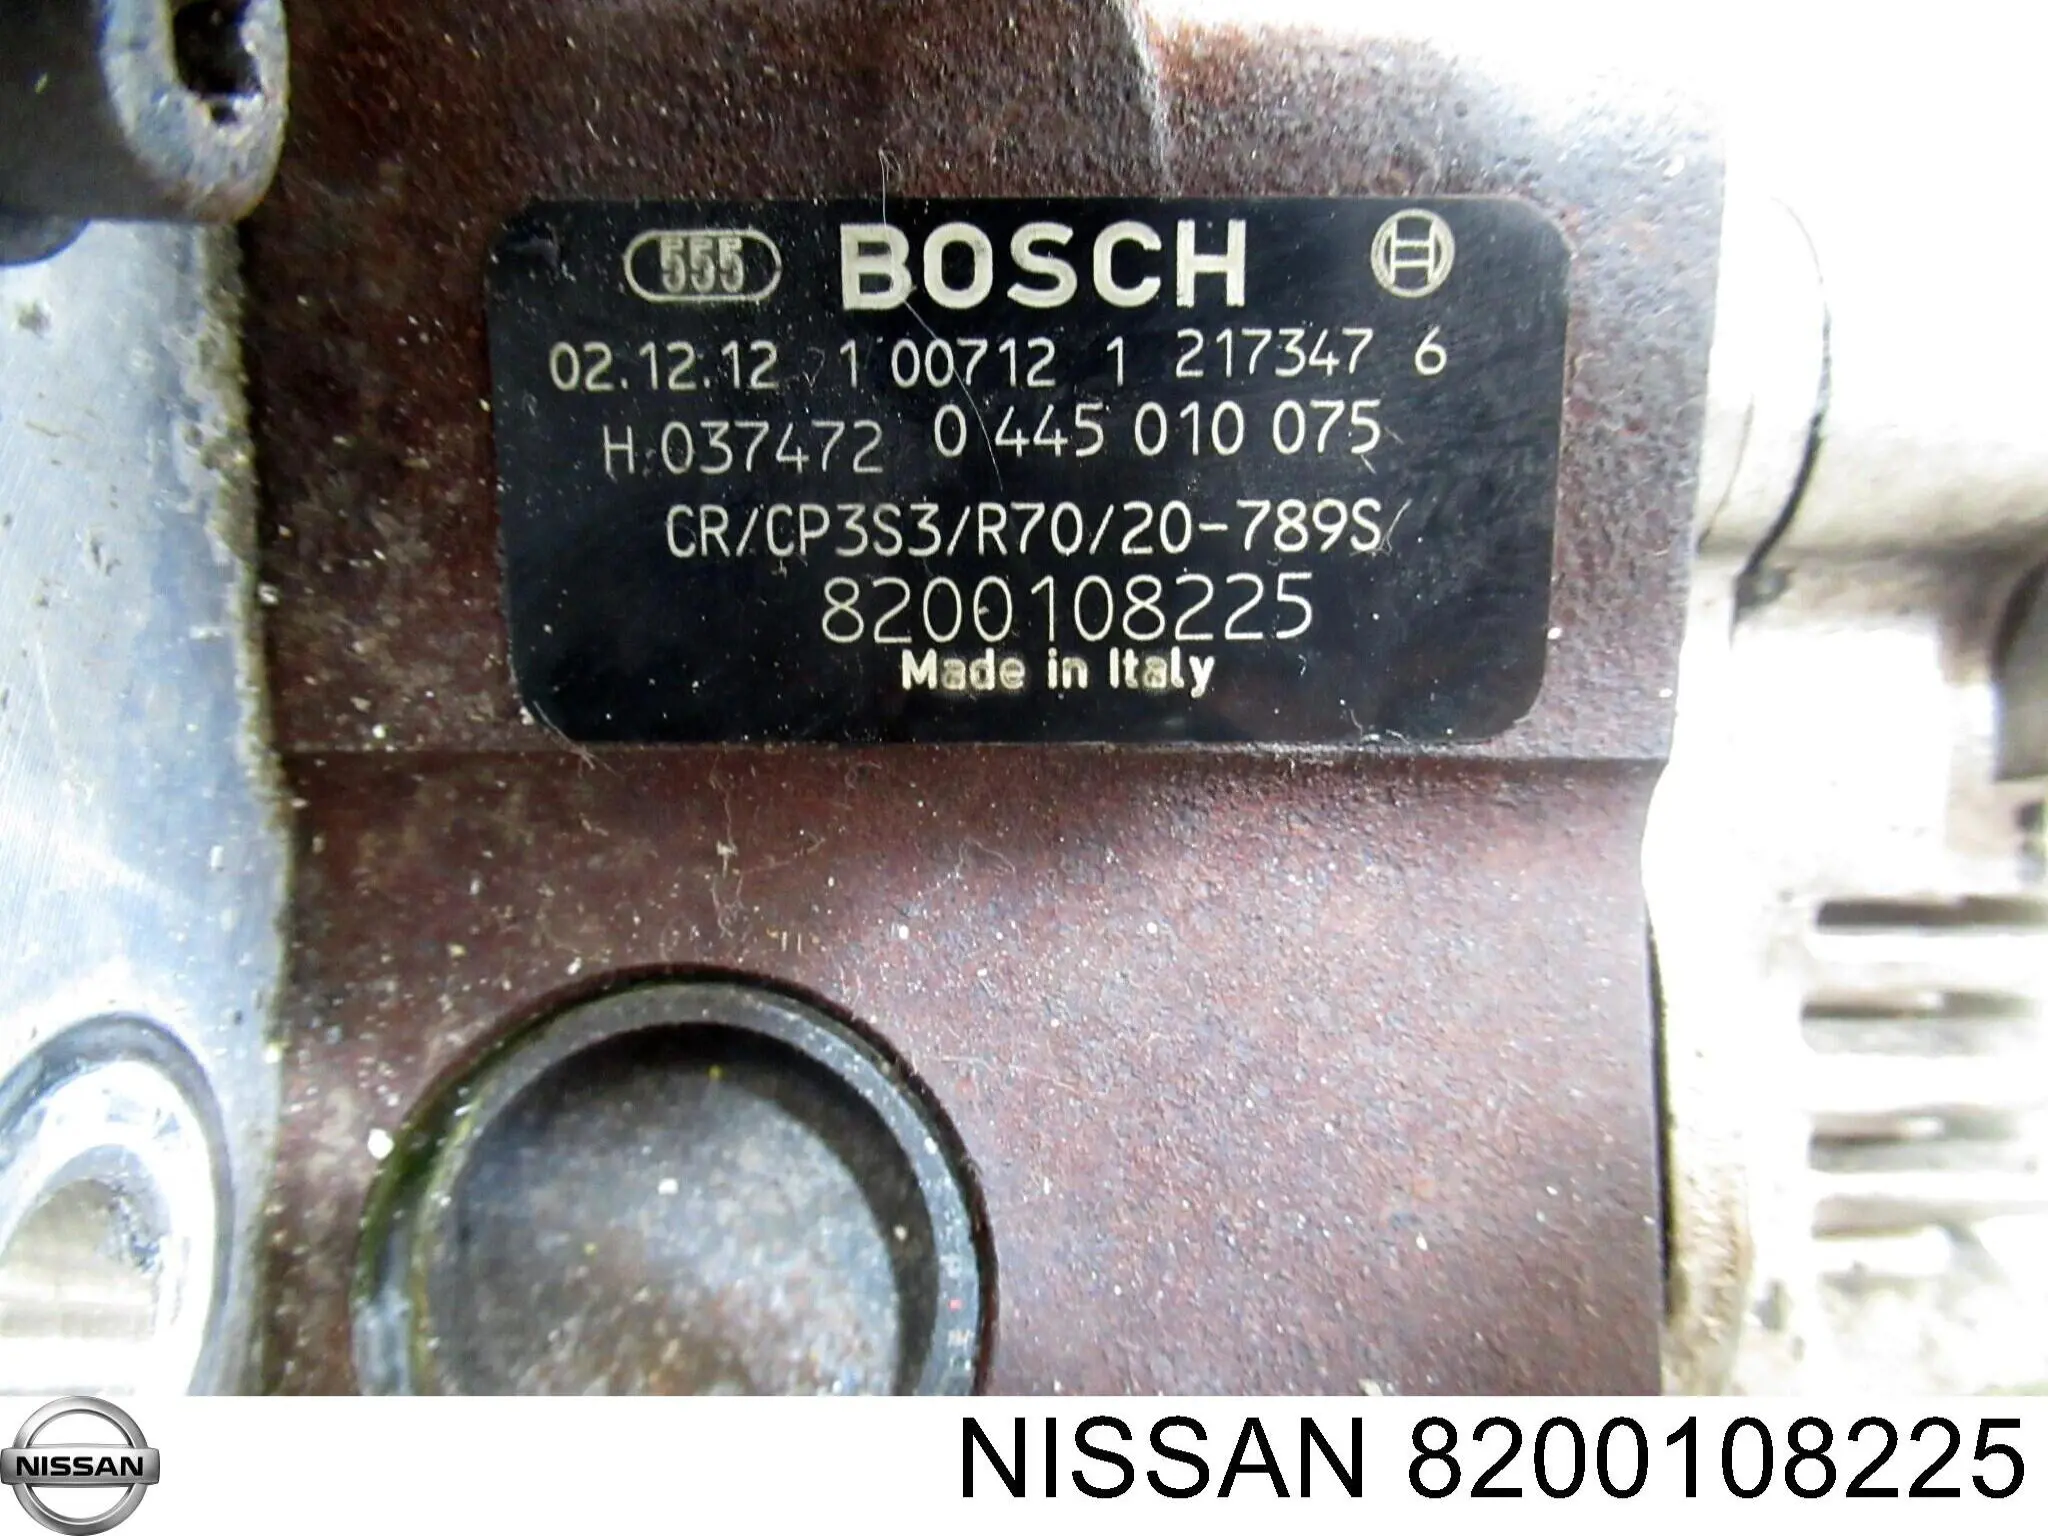 555 BOSCH
02.12.12 1 00712 1 217347 6
H:037472 0 445 010 075
CR/CP3S3/R70/20-789S
8200108225
Made in Italy
NISSAN NISSAN 8200108225